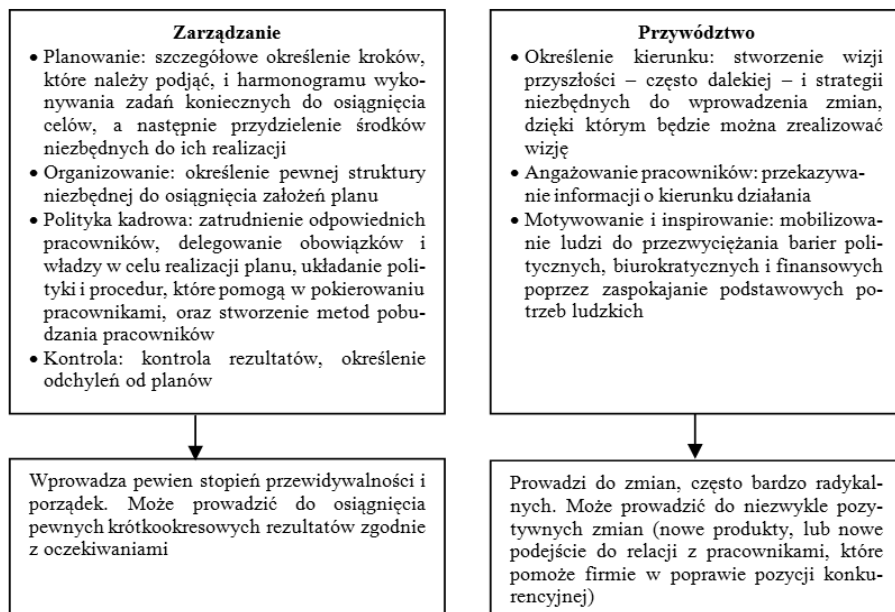 Zarządzanie
• Planowanie: szczegółowe określenie kroków,
które należy podjąć, i harmonogramu wyko-
nywania zadań koniecznych do osiągnięcia
celów, a następnie przydzielenie środków
niezbędnych do ich realizacji
• Organizowanie: określenie pewnej struktury
niezbędnej do osiągnięcia założeń planu
• Polityka kadrowa: zatrudnienie odpowiednich
pracowników, delegowanie obowiązków i
władzy w celu realizacji planu, układanie poli-
tyki i procedur, które pomogą w pokierowaniu
pracownikami, oraz stworzenie metod pobu-
dzania pracowników
• Kontrola: kontrola rezultatów, określenie
odchyleń od planów
Przywództwo
• Określenie kierunku: stworzenie wizji
przyszłości – często dalekiej – i strategii
niezbędnych do wprowadzenia zmian,
dzięki którym będzie można zrealizować
wizję
• Angażowanie pracowników: przekazywa-
nie informacji o kierunku działania
• Motywowanie i inspirowanie: mobilizowa-
nie ludzi do przezwyciężania barier poli-
tycznych, biurokratycznych i finansowych
poprzez zaspokajanie podstawowych po-
trzeb ludzkich
Wprowadza pewien stopień przewidywalności i
porządek. Może prowadzić do osiągnięcia
pewnych krótkookresowych rezultatów zgodnie
z oczekiwaniami
Prowadzi do zmian, często bardzo radykal-
nych. Może prowadzić do niezwykle pozy-
tywnych zmian (nowe produkty, lub nowe
podejście do relacji z pracownikami, które
pomoże firmie w poprawie pozycji konku-
rencyjnej)